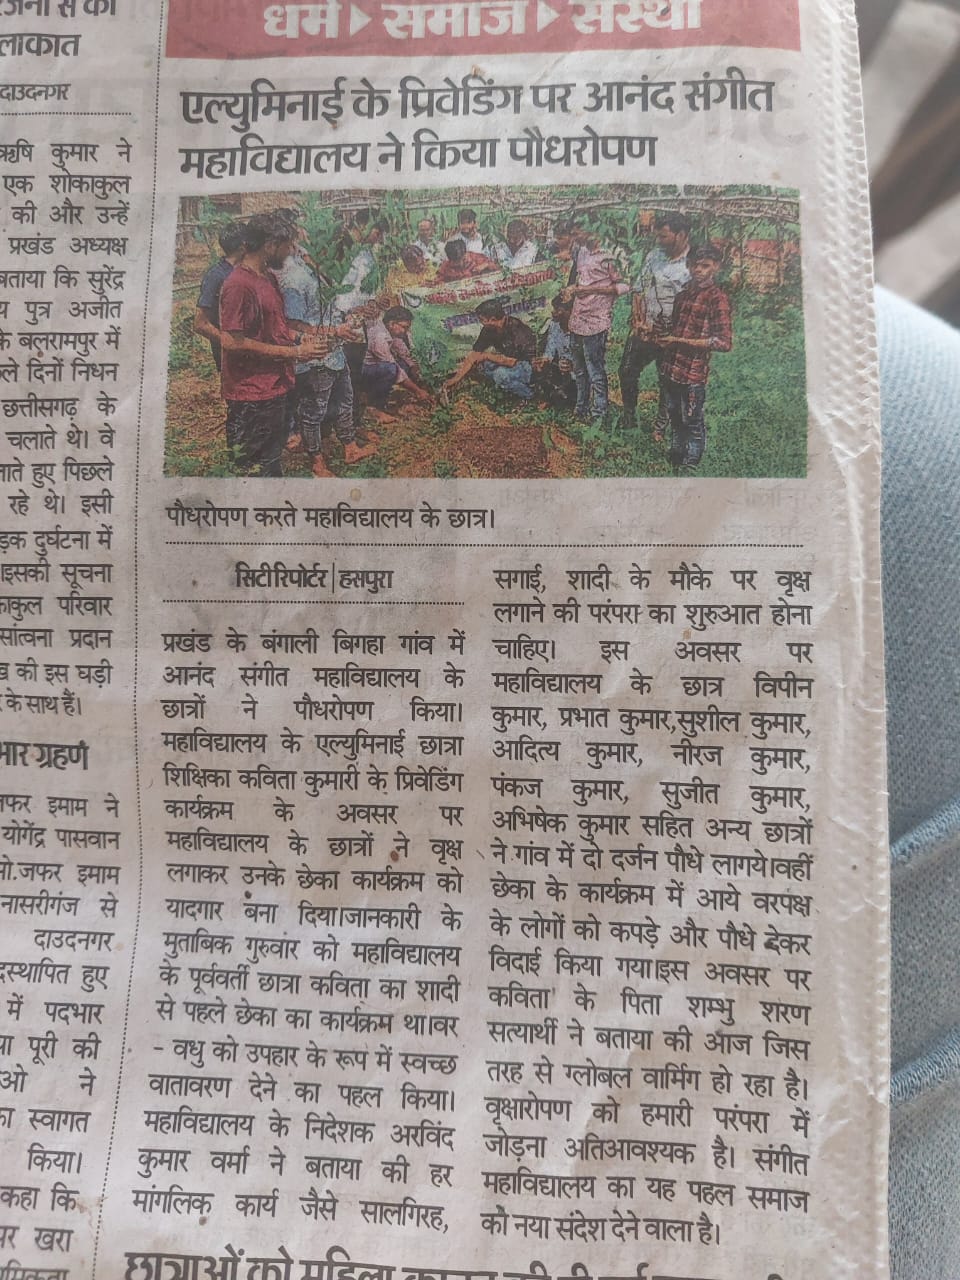 लाकात
दाउदनगर
ऋषि कुमार ने
एक शोकाकुल
की और उन्हें
प्रखंड अध्यक्ष
बताया कि सुरेंद्र
पुत्र अजीत
के बलरामपुर में
दिनों निधन
छत्तीसगढ़ के
चलाते थे। वे
हुए पिछले
रहे थे। इसी
दुर्घटना में
इसकी सूचना
परिवार
सांत्वना प्रदान
की इस घड़ी
के साथ हैं।
ग्रहण
इमाम ने
योगेंद्र पासवान
मो.जफर इमाम
नासरीगंज से
दाउदनगर
हुए
में पदभार
पूरी की
ने
स्वागत
किया।
कहा कि
खरा
धर्म समाज संस्था
एल्युमिनाई के प्रिवेडिंग पर आनंद संगीत
महाविद्यालय ने किया पौधरोपण
पौधरोपण करते महाविद्यालय के छात्र।
सिटी रिपोर्टर|हसपुरा
प्रखंड के बंगाली बिगहा गांव में
आनंद संगीत महाविद्यालय के
छात्रों ने पौधरोपण किया।
महाविद्यालय के एल्युमिनाई छात्रा
शिक्षिका कविता कुमारी के प्रिवेडिंग
कार्यक्रम के अवसर पर
महाविद्यालय के छात्रों ने वृक्ष
लगाकर उनके छेका कार्यक्रम को
यादगार बना दिया।जानकारी के
मुताबिक गुरुवार को महाविद्यालय
के पूर्ववर्ती छात्रा कविता का शादी
से पहले छेका का कार्यक्रम था।वर
- वधु को उपहार के रूप में स्वच्छ
वातावरण देने का पहल किया।
महाविद्यालय के निदेशक अरविंद
कुमार वर्मा ने बताया की हर
मांगलिक कार्य जैसे सालगिरह,
सगाई, शादी के मौके पर वृक्ष
लगाने की परंपरा का शुरुआत होना
चाहिए। इस अवसर पर
महाविद्यालय के छात्र विपीन
कुमार, प्रभात कुमार,सुशील कुमार,
आदित्य कुमार, नीरज कुमार,
पंकज कुमार, सुजीत कुमार,
अभिषेक कुमार सहित अन्य छात्रों
ने गांव में दो दर्जन पौधे लागये।वहीं
छेका के कार्यक्रम में आये वरपक्ष
के लोगों को कपड़े और पौधे देकर
विदाई किया गया।इस अवसर पर
कविता के पिता शम्भु शरण
सत्यार्थी ने बताया की आज जिस
तरह से ग्लोबल वार्मिंग हो रहा है।
वृक्षारोपण को हमारी परंपरा में
जोड़ना अतिआवश्यक है। संगीत
महाविद्यालय का यह पहल समाज
को नया संदेश देने वाला है।
छात्राओं को महिला